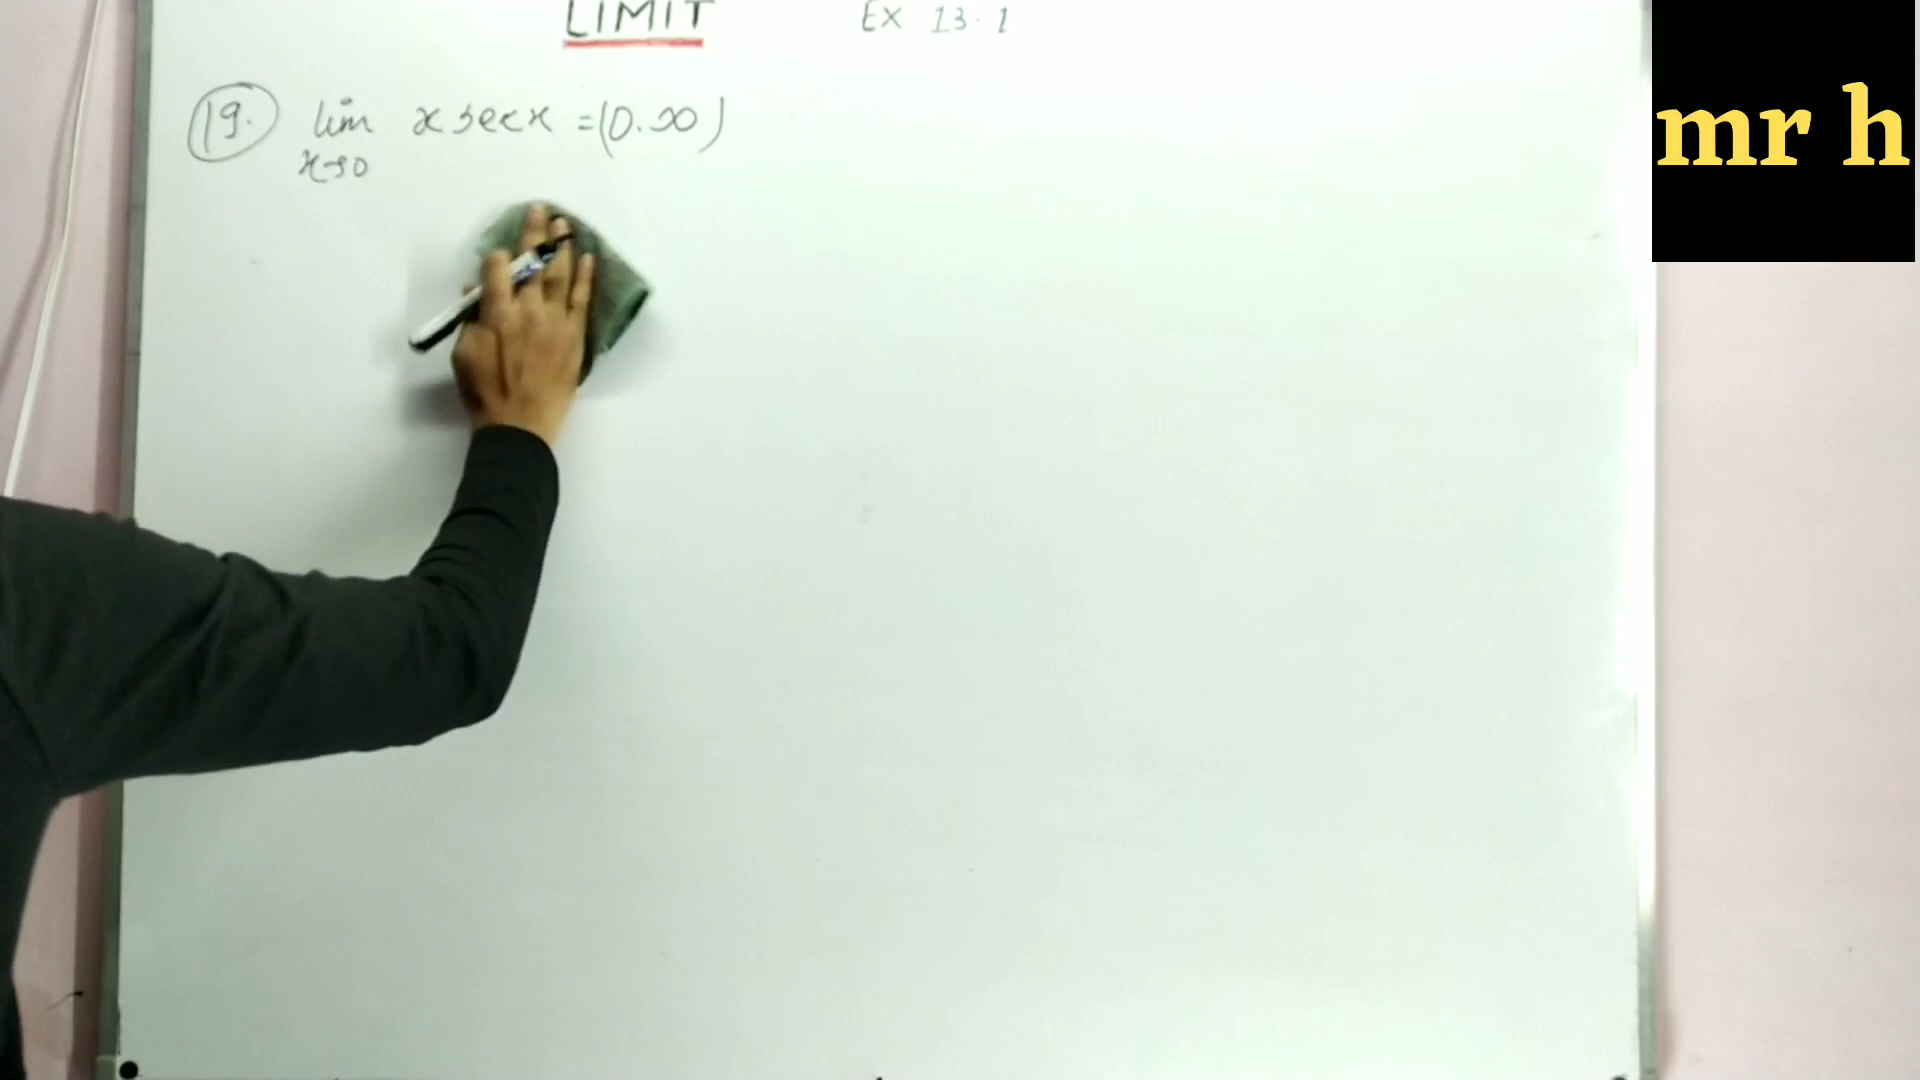 LIMIT Ex 13.1
mr h
19. lim x sec x = (0.∞)
x→0